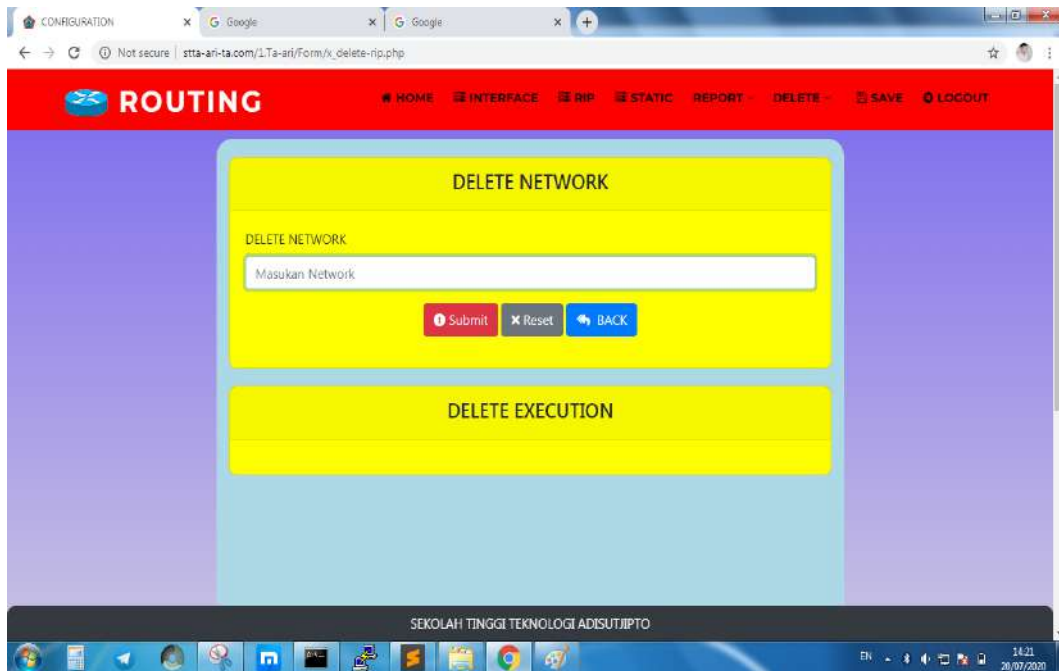 CONFIGURATION
Google
Google
Not secure | stta-ari-ta.com/1.Ta-ari/Form/x_delete-rip.php
ROUTING
HOME INTERFACE RIP STATIC REPORT DELETE SAVE LOGOUT
DELETE NETWORK
DELETE NETWORK
Masukan Network
Submit Reset BACK
DELETE EXECUTION
SEKOLAH TINGGI TEKNOLOGI ADISUTJIPTO
EN 14:21
20/07/2020